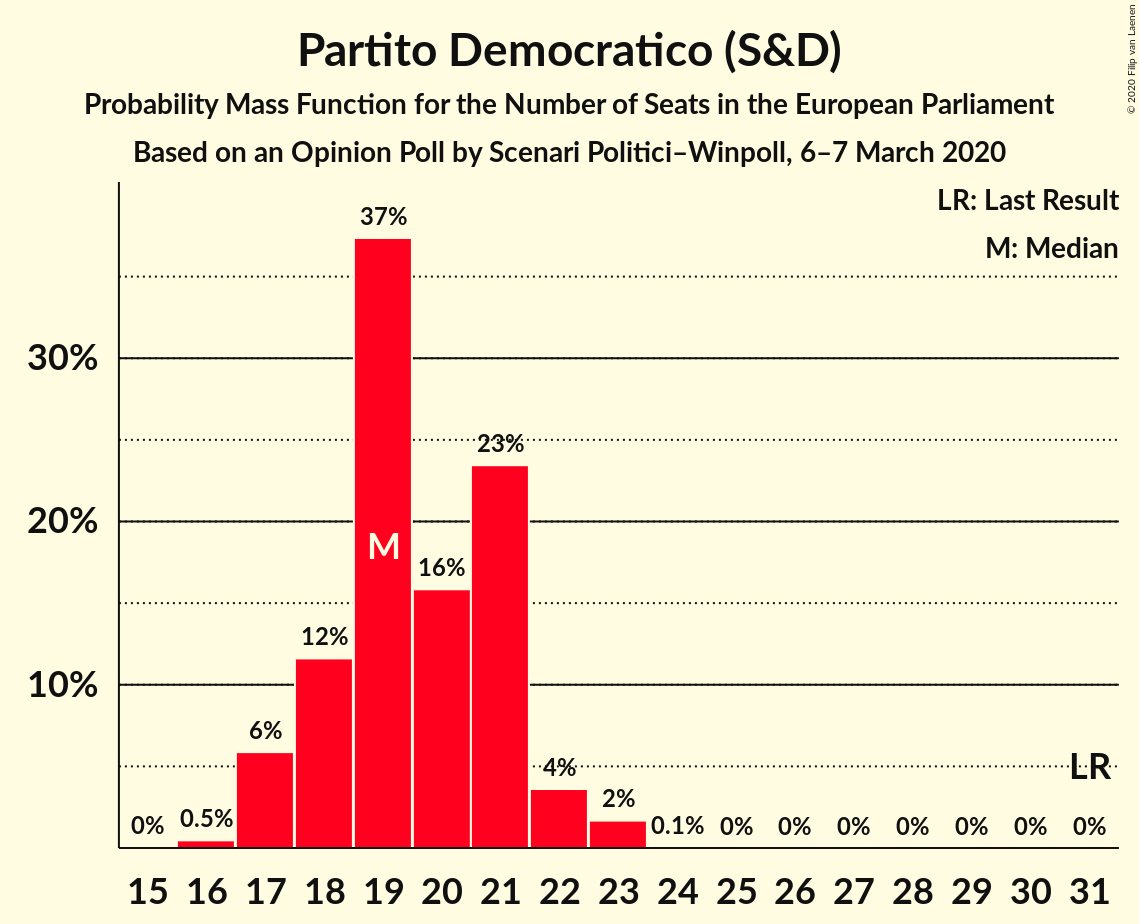 Partito Democratico (S&D)
Probability Mass Function for the Number of Seats in the European Parliament
Based on an Opinion Poll by Scenari Politici–Winpoll, 6–7 March 2020
© 2020 Filip van Laenen
LR: Last Result
M: Median
37%
30%
23%
20%
M
16%
12%
10%
6%
4%
LR
2%
0% 0.5% 0.1% 0% 0% 0% 0% 0% 0% 0%
15 16 17 18 19 20 21 22 23 24 25 26 27 28 29 30 31